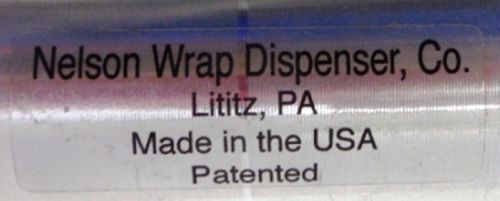 Nelson Wrap Dispenser, Co.
Lititz, PA
Made in the USA
Patented